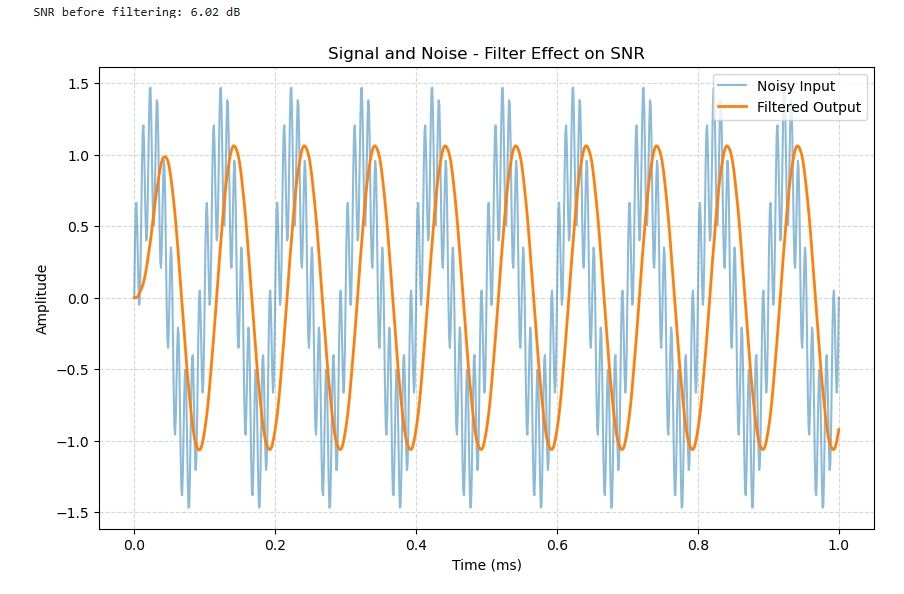 SNR before filtering: 6.02 dB
Signal and Noise - Filter Effect on SNR
Noisy Input
Filtered Output
1.5
1.0
0.5
0.0
−0.5
−1.0
−1.5
Amplitude
0.0 0.2 0.4 0.6 0.8 1.0
Time (ms)